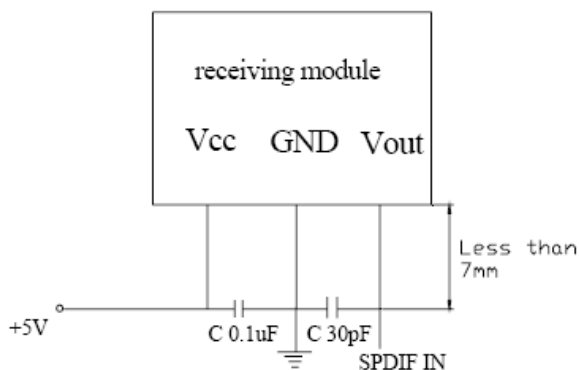 receiving module
Vcc GND Vout
Less than
7mm
+5V
C 0.1uF
C 30pF
SPDIF IN